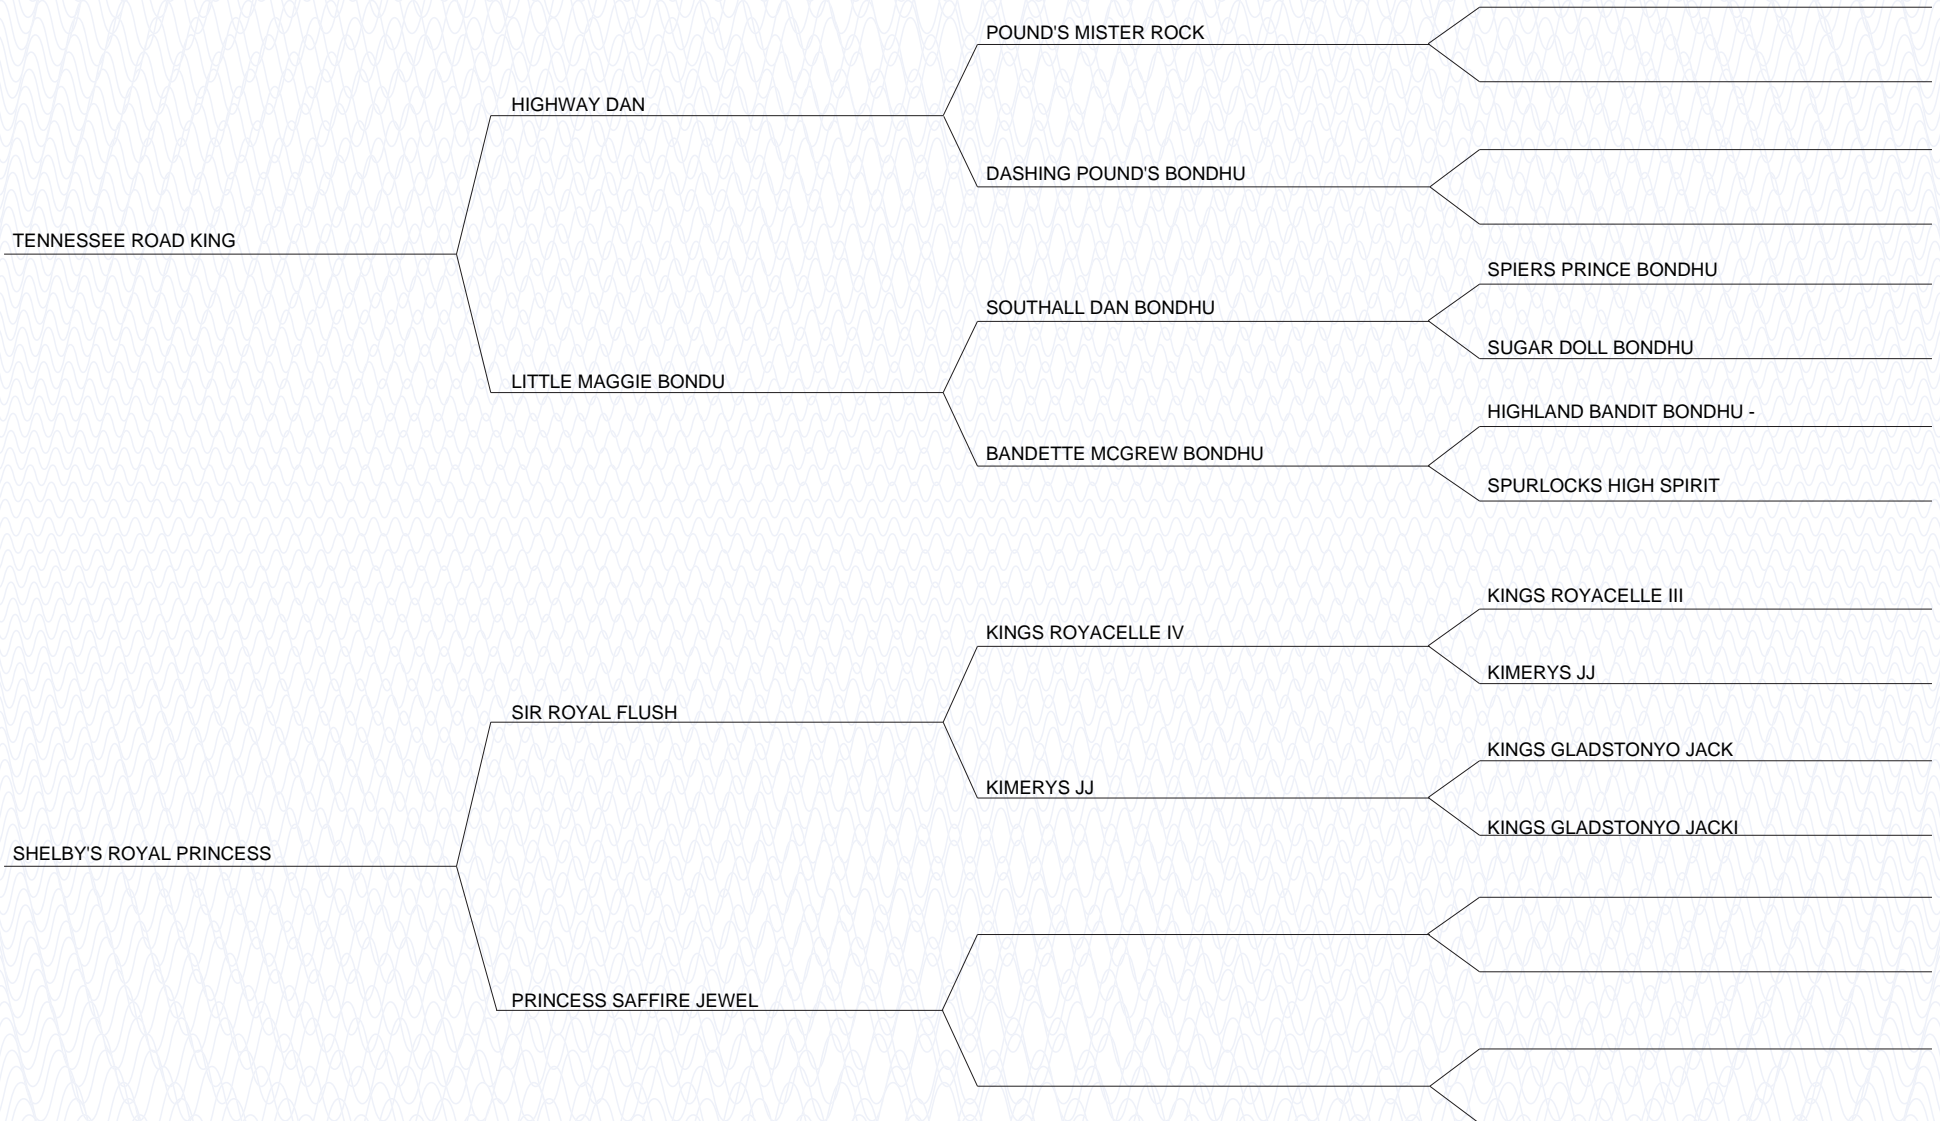 POUND'S MISTER ROCK
HIGHWAY DAN
DASHING POUND'S BONDHU
TENNESSEE ROAD KING
SPIERS PRINCE BONDHU
SOUTHALL DAN BONDHU
SUGAR DOLL BONDHU
LITTLE MAGGIE BONDU
HIGHLAND BANDIT BONDHU -
BANDETTE MCGREW BONDHU
SPURLOCKS HIGH SPIRIT
KINGS ROYACELLE III
KINGS ROYACELLE IV
KIMERYS JJ
SIR ROYAL FLUSH
KINGS GLADSTONYO JACK
KIMERYS JJ
KINGS GLADSTONYO JACKI
SHELBY'S ROYAL PRINCESS
PRINCESS SAFFIRE JEWEL